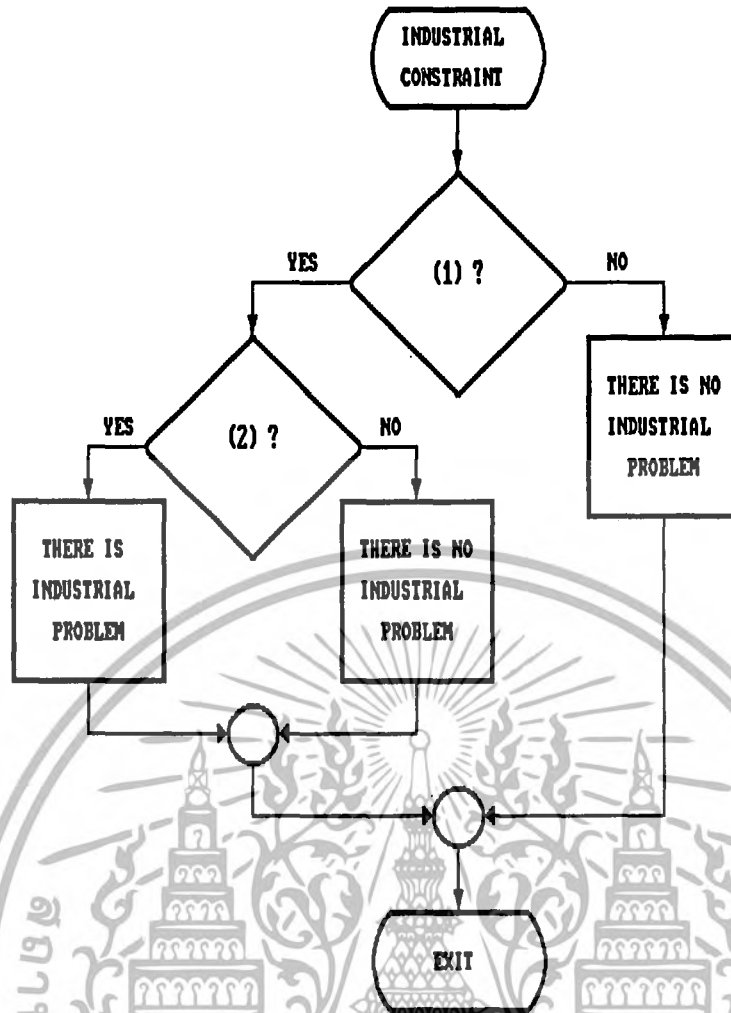 INDUSTRIAL
CONSTRAINT
(1) ?
YES
NO
THERE IS NO
INDUSTRIAL
PROBLEM
(2) ?
YES
NO
THERE IS
INDUSTRIAL
PROBLEM
THERE IS NO
INDUSTRIAL
PROBLEM
EXIT